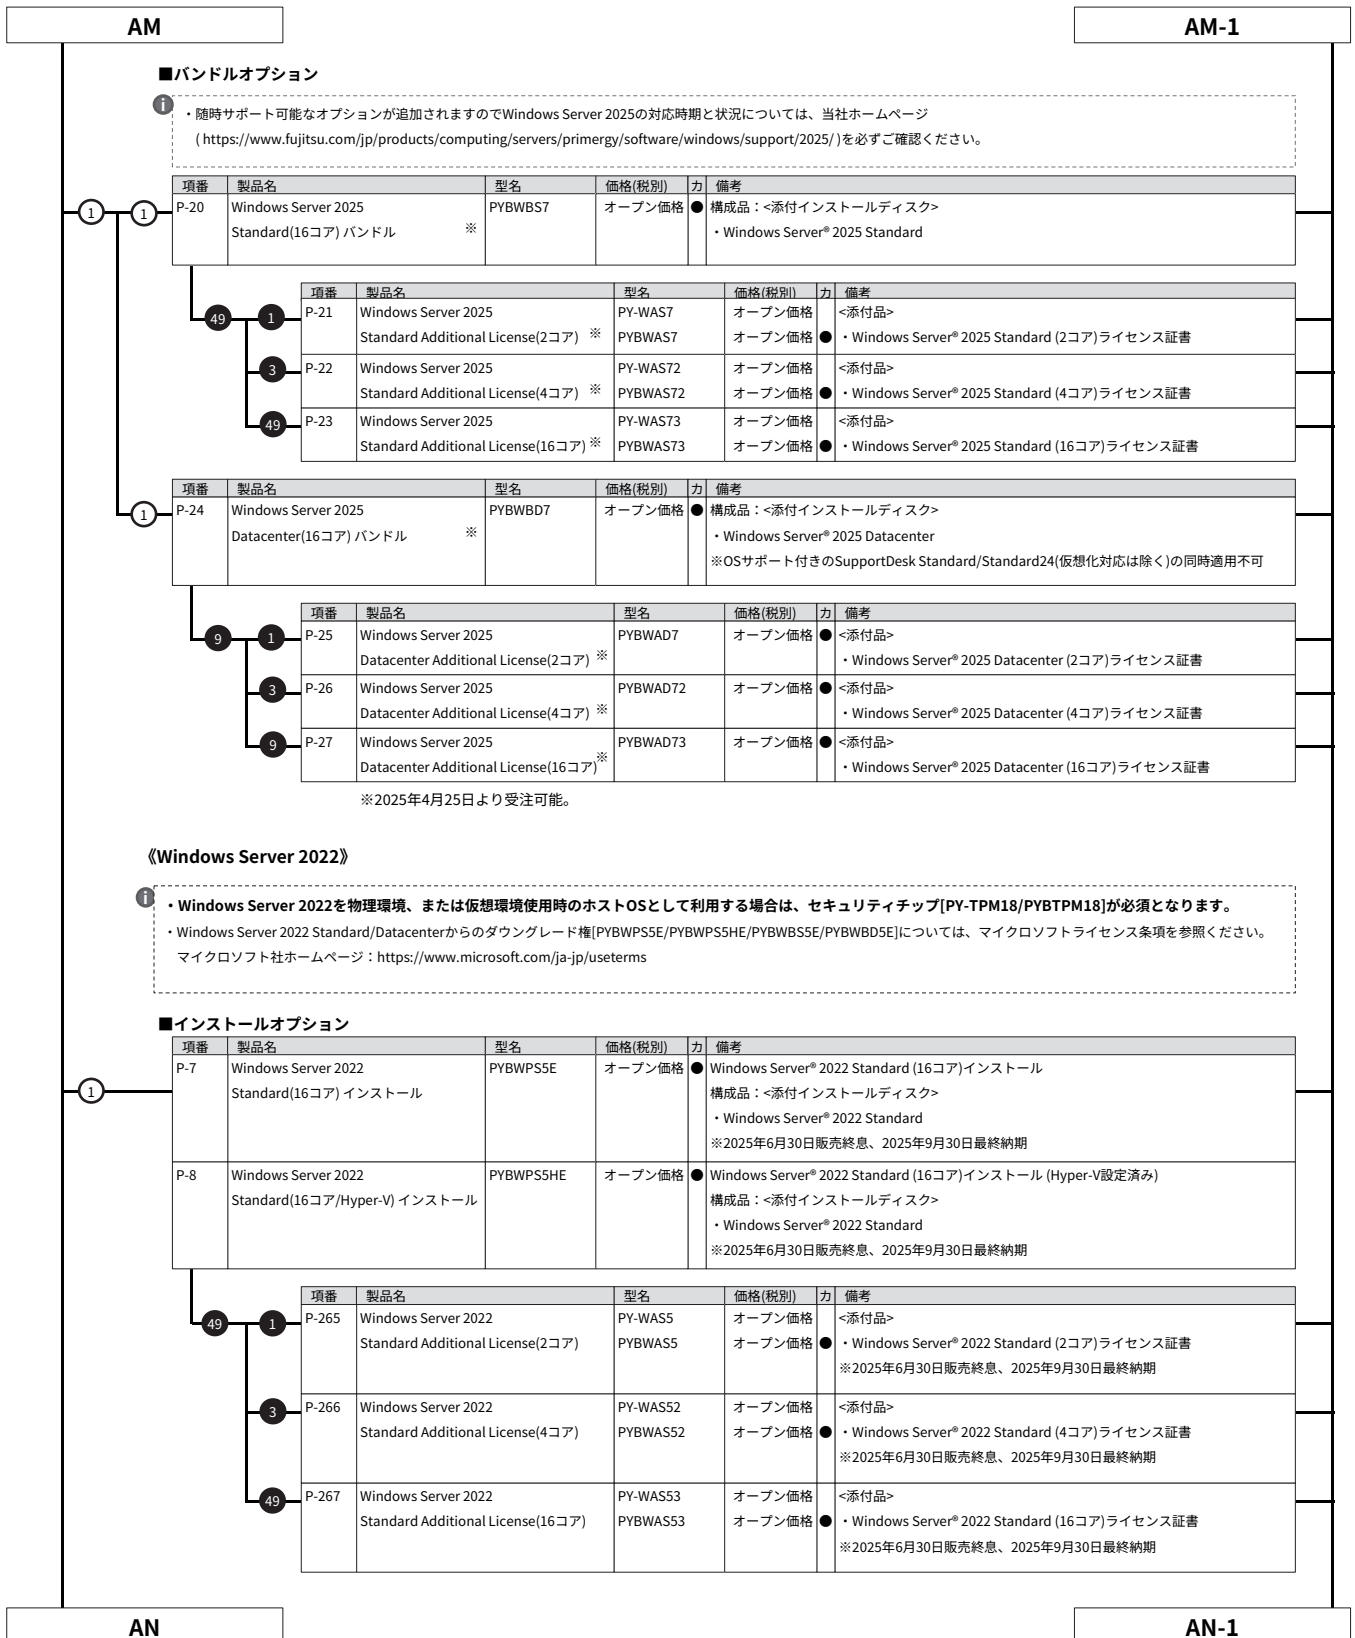 AM
AM-1
■バンドルオプション
i
・随時サポート可能なオプションが追加されますのでWindows Server 2025の対応時期と状況については、当社ホームページ
( https://www.fujitsu.com/jp/products/computing/servers/primergy/software/windows/support/2025/ )を必ずご確認ください。
項番 製品名 型名 価格(税別) カ 備考
1 1 P-20 Windows Server 2025 PYBWBS7 オープン価格 ● 構成品：<添付インストールディスク>
Standard(16コア) バンドル ※ ・Windows Server® 2025 Standard
項番 製品名 型名 価格(税別) カ 備考
49 1 P-21 Windows Server 2025 PY-WAS7 オープン価格 <添付品>
Standard Additional License(2コア) ※ PYBWAS7 オープン価格 ● ・Windows Server® 2025 Standard (2コア)ライセンス証書
3 P-22 Windows Server 2025 PY-WAS72 オープン価格 <添付品>
Standard Additional License(4コア) ※ PYBWAS72 オープン価格 ● ・Windows Server® 2025 Standard (4コア)ライセンス証書
49 P-23 Windows Server 2025 PY-WAS73 オープン価格 <添付品>
Standard Additional License(16コア) ※ PYBWAS73 オープン価格 ● ・Windows Server® 2025 Standard (16コア)ライセンス証書
項番 製品名 型名 価格(税別) カ 備考
1 P-24 Windows Server 2025 PYBWBD7 オープン価格 ● 構成品：<添付インストールディスク>
Datacenter(16コア) バンドル ※ ・Windows Server® 2025 Datacenter
※OSサポート付きのSupportDesk Standard/Standard24(仮想化対応は除く)の同時適用不可
項番 製品名 型名 価格(税別) カ 備考
9 1 P-25 Windows Server 2025 PYBWAD7 オープン価格 ● <添付品>
Datacenter Additional License(2コア) ※ ・Windows Server® 2025 Datacenter (2コア)ライセンス証書
3 P-26 Windows Server 2025 PYBWAD72 オープン価格 ● <添付品>
Datacenter Additional License(4コア) ※ ・Windows Server® 2025 Datacenter (4コア)ライセンス証書
9 P-27 Windows Server 2025 PYBWAD73 オープン価格 ● <添付品>
Datacenter Additional License(16コア) ※ ・Windows Server® 2025 Datacenter (16コア)ライセンス証書
※2025年4月25日より受注可能。
《Windows Server 2022》
i
・Windows Server 2022を物理環境、または仮想環境使用時のホストOSとして利用する場合は、セキュリティチップ[PY-TPM18/PYBTPM18]が必須となります。
・Windows Server 2022 Standard/Datacenterからのダウングレード権[PYBWPS5E/PYBWPS5HE/PYBWBS5E/PYBWBD5E]については、マイクロソフトライセンス条項を参照ください。
マイクロソフト社ホームページ：https://www.microsoft.com/ja-jp/useterms
■インストールオプション
項番 製品名 型名 価格(税別) カ 備考
1 P-7 Windows Server 2022 PYBWPS5E オープン価格 ● Windows Server® 2022 Standard (16コア)インストール
Standard(16コア) インストール 構成品：<添付インストールディスク>
・Windows Server® 2022 Standard
※2025年6月30日販売終息、2025年9月30日最終納期
P-8 Windows Server 2022 PYBWPS5HE オープン価格 ● Windows Server® 2022 Standard (16コア)インストール (Hyper-V設定済み)
Standard(16コア/Hyper-V) インストール 構成品：<添付インストールディスク>
・Windows Server® 2022 Standard
※2025年6月30日販売終息、2025年9月30日最終納期
項番 製品名 型名 価格(税別) カ 備考
49 1 P-265 Windows Server 2022 PY-WAS5 オープン価格 <添付品>
Standard Additional License(2コア) PYBWAS5 オープン価格 ● ・Windows Server® 2022 Standard (2コア)ライセンス証書
※2025年6月30日販売終息、2025年9月30日最終納期
3 P-266 Windows Server 2022 PY-WAS52 オープン価格 <添付品>
Standard Additional License(4コア) PYBWAS52 オープン価格 ● ・Windows Server® 2022 Standard (4コア)ライセンス証書
※2025年6月30日販売終息、2025年9月30日最終納期
49 P-267 Windows Server 2022 PY-WAS53 オープン価格 <添付品>
Standard Additional License(16コア) PYBWAS53 オープン価格 ● ・Windows Server® 2022 Standard (16コア)ライセンス証書
※2025年6月30日販売終息、2025年9月30日最終納期
AN
AN-1